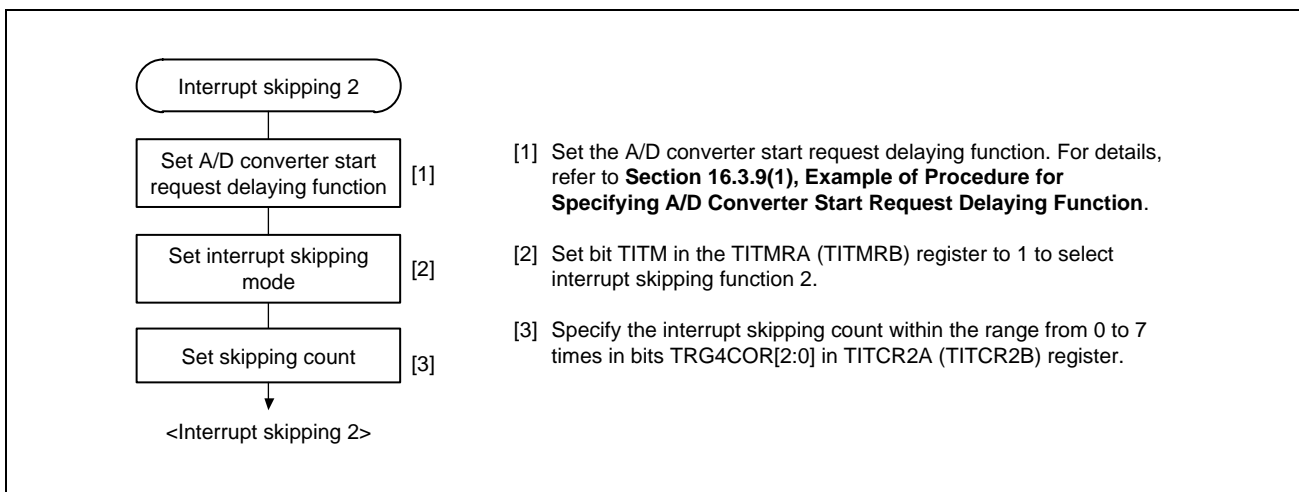 Interrupt skipping 2
Set A/D converter start
request delaying function
[1]
Set interrupt skipping
mode
[2]
Set skipping count
[3]
<Interrupt skipping 2>
[1] Set the A/D converter start request delaying function. For details,
refer to Section 16.3.9(1), Example of Procedure for
Specifying A/D Converter Start Request Delaying Function.
[2] Set bit TITM in the TITMRA (TITMRB) register to 1 to select
interrupt skipping function 2.
[3] Specify the interrupt skipping count within the range from 0 to 7
times in bits TRG4COR[2:0] in TITCR2A (TITCR2B) register.